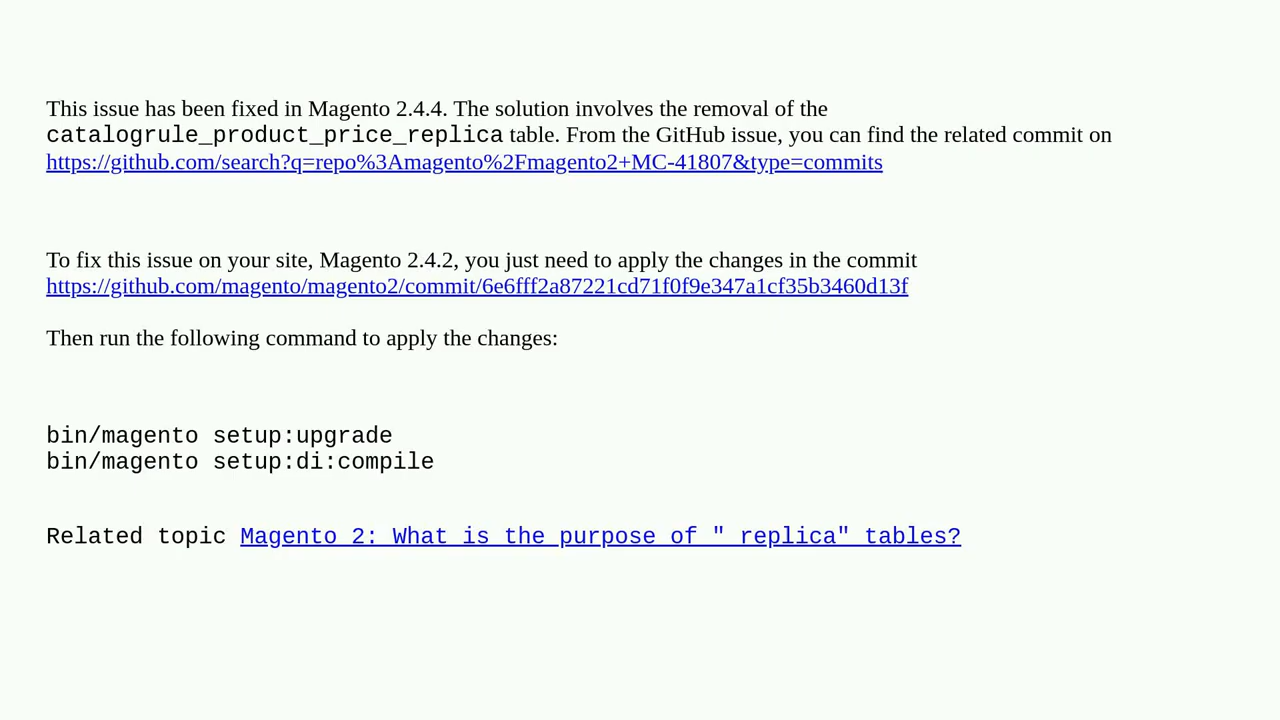 This issue has been fixed in Magento 2.4.4. The solution involves the removal of the
catalogrule_product_price_replica table. From the GitHub issue, you can find the related commit on
https://github.com/search?q=repo%3Amagento%2Fmagento2+MC-41807&type=commits
To fix this issue on your site, Magento 2.4.2, you just need to apply the changes in the commit
https://github.com/magento/magento2/commit/6e6fff2a87221cd71f0f9e347a1cf35b3460d13f
Then run the following command to apply the changes:
bin/magento setup:upgrade
bin/magento setup:di:compile
Related topic Magento 2: What is the purpose of "_replica" tables?